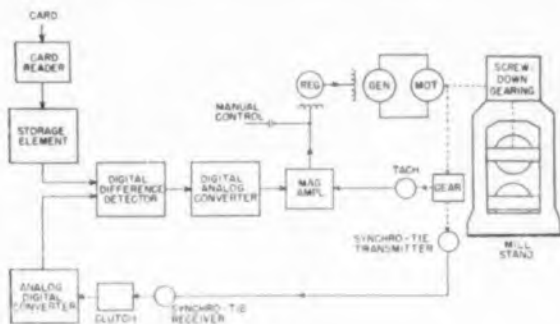 CARD
CARD
READER
STORAGE
ELEMENT
DIGITAL
DIFFERENCE
DETECTOR
DIGITAL
ANALOG
CONVERTER
MANUAL
CONTROL
REG
GEN
MOT
SCREW-
DOWN
GEARING
MAG
AMPL
TACH
GEAR
SYNCHRO-TIE
TRANSMITTER
MILL
STAND
ANALOG
DIGITAL
CONVERTER
CLUTCH
SYNCHRO-TIE
RECEIVER